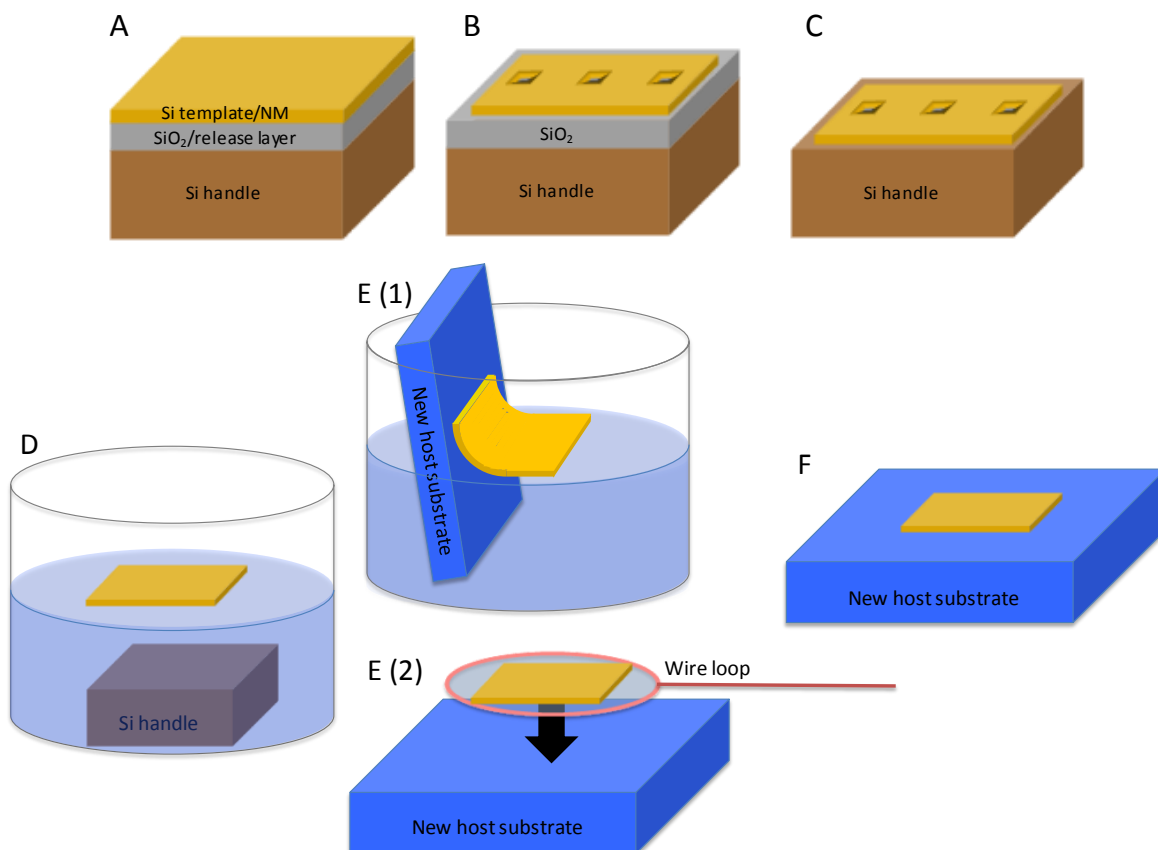 A
B
C
Si template/NM
SiO₂/release layer
Si handle
SiO₂
Si handle
Si handle
E (1)
New host substrate
D
Si handle
F
New host substrate
E (2)
Wire loop
New host substrate